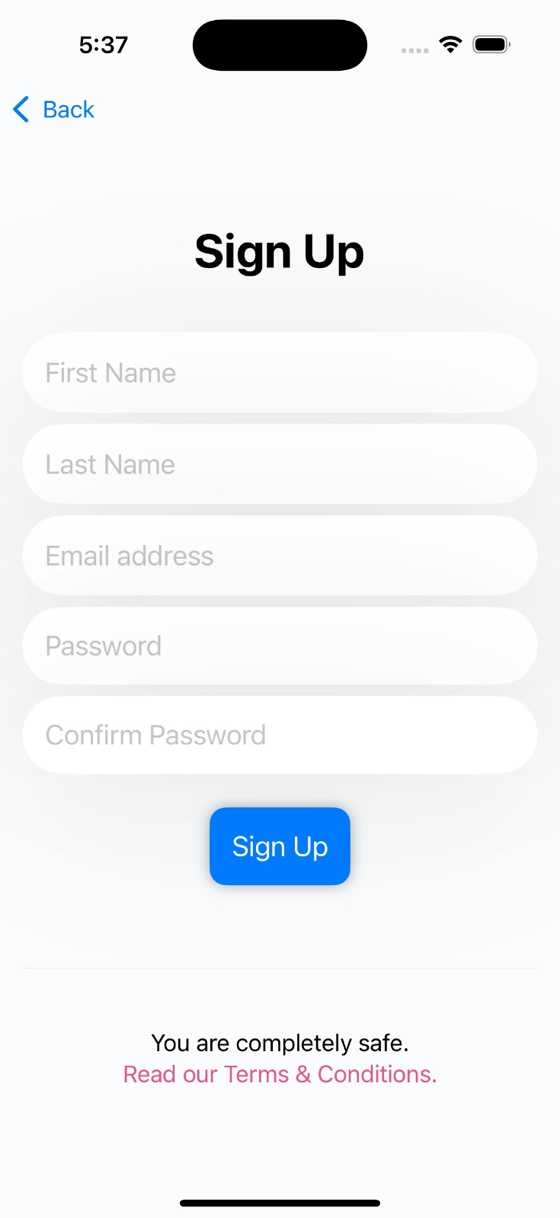 5:37
Back
Sign Up
First Name
Last Name
Email address
Password
Confirm Password
Sign Up
You are completely safe.
Read our Terms & Conditions.